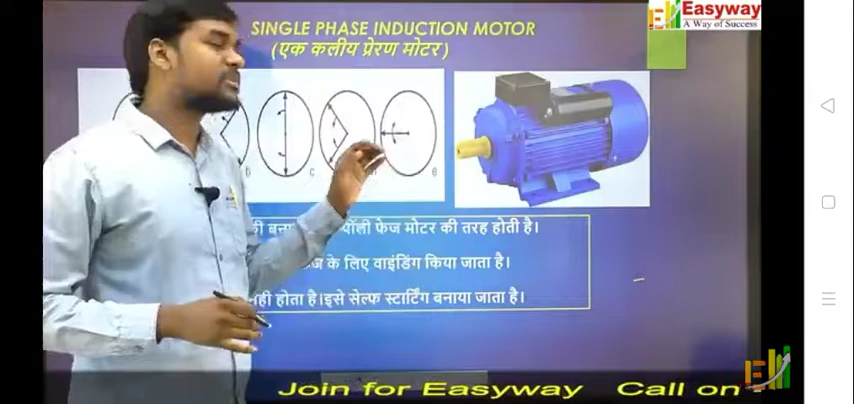 SINGLE PHASE INDUCTION MOTOR
(एक कलीय प्रेरण मोटर)
Easyway
A Way of Success
B
C
E
पॉली फेज मोटर की तरह होती है।
के लिए वाइंडिंग किया जाता है।
नही होता है।इसे सेल्फ स्टार्टिंग बनाया जाता है।
Join for Easyway Call on